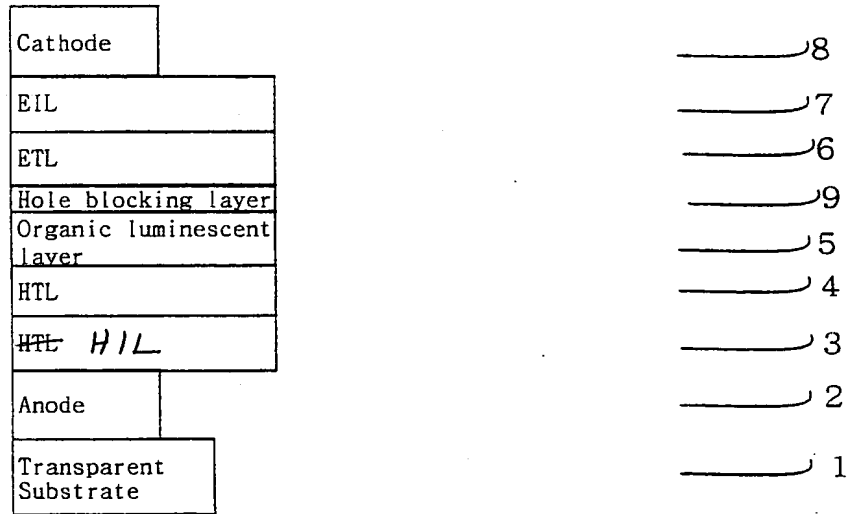 Cathode 8
EIL 7
ETL 6
Hole blocking layer 9
Organic luminescent 5
layer
HTL 4
HTL HIL 3
Anode 2
Transparent 1
Substrate